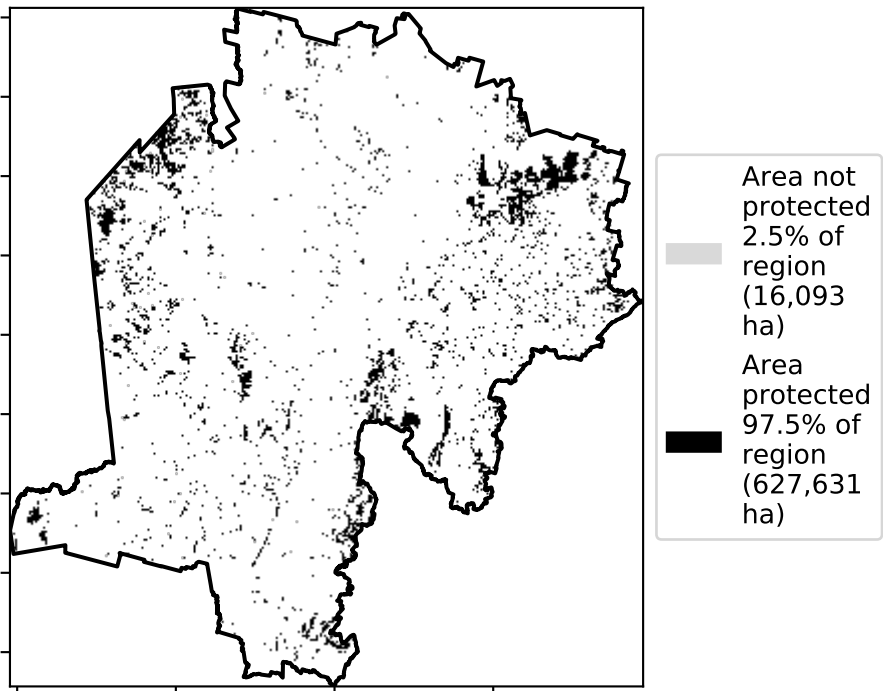 Area not
protected
2.5% of
region
(16,093
ha)
Area
protected
97.5% of
region
(627,631
ha)